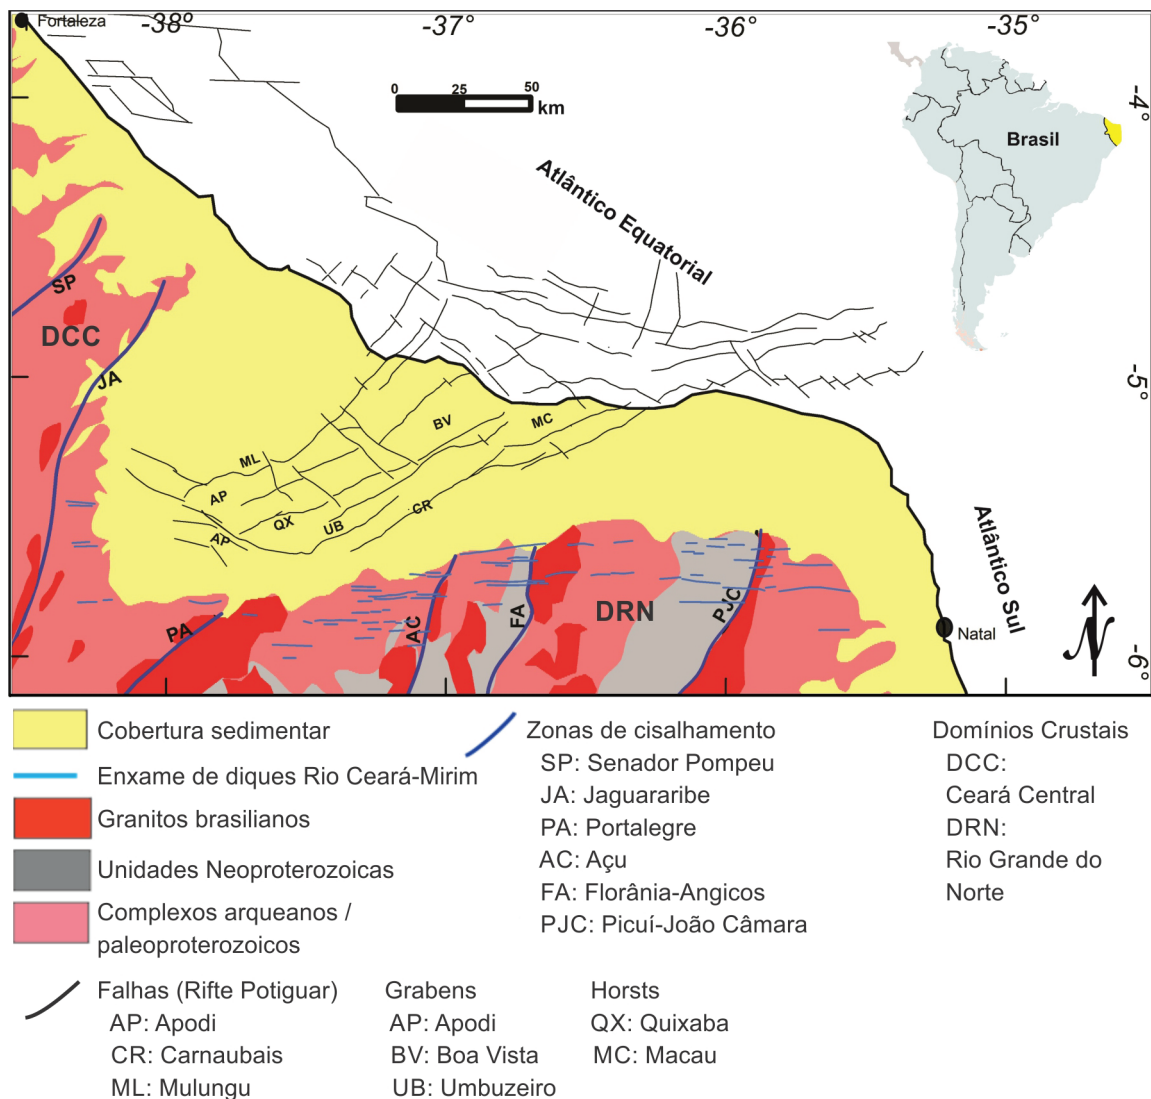 Fortaleza
-38°
-37°
-36°
-35°
-4°
0 25 50
km
Brasil
Atlântico Equatorial
SP
DCC
JA
-5°
BV
MC
ML
AP
QX
UB
CR
AP
Atlântico Sul
DRN
PA
AC
FA
PJC
Natal
N
-6°
Cobertura sedimentar
Enxame de diques Rio Ceará-Mirim
Granitos brasilianos
Unidades Neoproterozoicas
Complexos arqueanos /
paleoproterozoicos
Zonas de cisalhamento
SP: Senador Pompeu
JA: Jaguararibe
PA: Portalegre
AC: Açu
FA: Florânia-Angicos
PJC: Picuí-João Câmara
Domínios Crustais
DCC:
Ceará Central
DRN:
Rio Grande do
Norte
Falhas (Rifte Potiguar)
AP: Apodi
CR: Carnaubais
ML: Mulungu
Grabens
AP: Apodi
BV: Boa Vista
UB: Umbuzeiro
Horsts
QX: Quixaba
MC: Macau